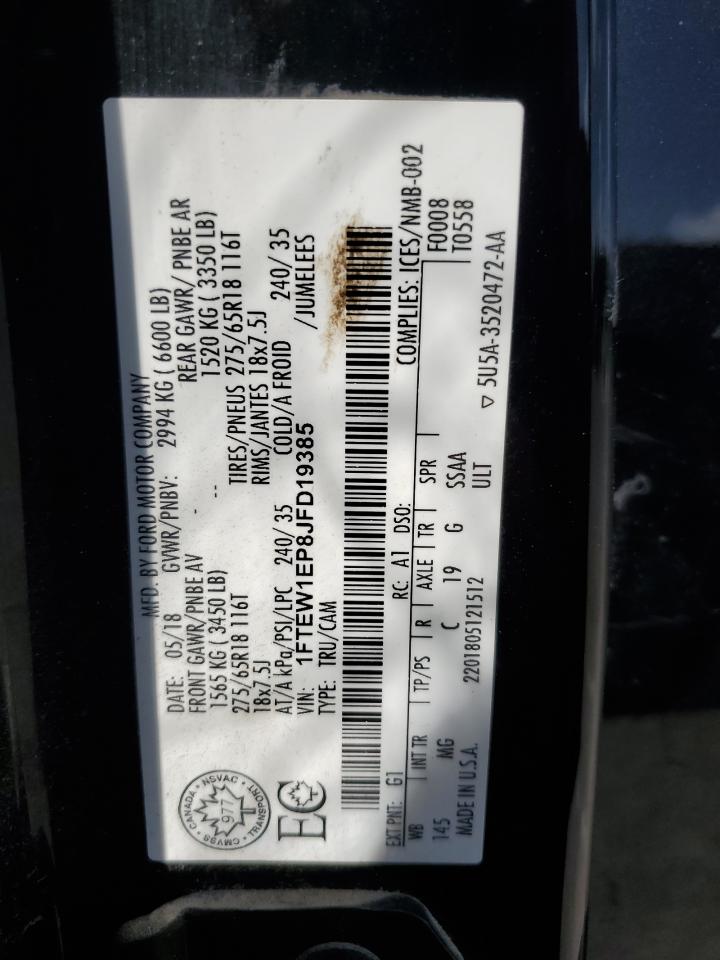 MFD. BY FORD MOTOR COMPANY
DATE: 05/18 GVWR/PNBV: 2994 KG ( 6600 LB)
FRONT GAWR/PNBE AV - REAR GAWR/ PNBE AR
1565 KG ( 3450 LB) -- 1520 KG ( 3350 LB)
275/65R18 116T TIRES/PNEUS 275/65R18 116T
18x7.5J RIMS/JANTES 18x7.5J
AT/A kPa/PSI/LPC 240/ 35 COLD/A FROID 240/ 35
VIN: 1FTEW1EP8JFD19385 /JUMELEES
TYPE: TRU/CAM
CANADA · NSVAC · TRANSPORT · CMVSS
977
EC
EXT PNT: G1 RC: A1 DSO: COMPLIES: ICES/NMB-002
WB INT TR TP/PS R AXLE TR SPR F0008
145 MG C 19 G SSAA T0558
MADE IN U.S.A. 2201805121512 ULT ▽ 5U5A-3520472-AA